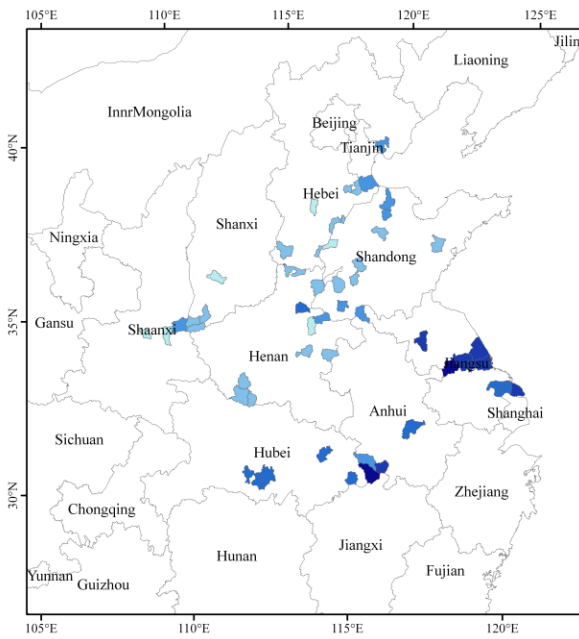 105°E 110°E 115°E 120°E 125°E
Jilin
Liaoning
InnrMongolia
Beijing
40°N
Tianjin
Hebei
Shanxi
Ningxia
Shandong
35°N
Gansu
Shaanxi
Henan
Jiangsu
Anhui
Shanghai
Sichuan
Hubei
30°N
Zhejiang
Chongqing
Hunan
Jiangxi
Yunnan
Guizhou
Fujian
105°E 110°E 115°E 120°E